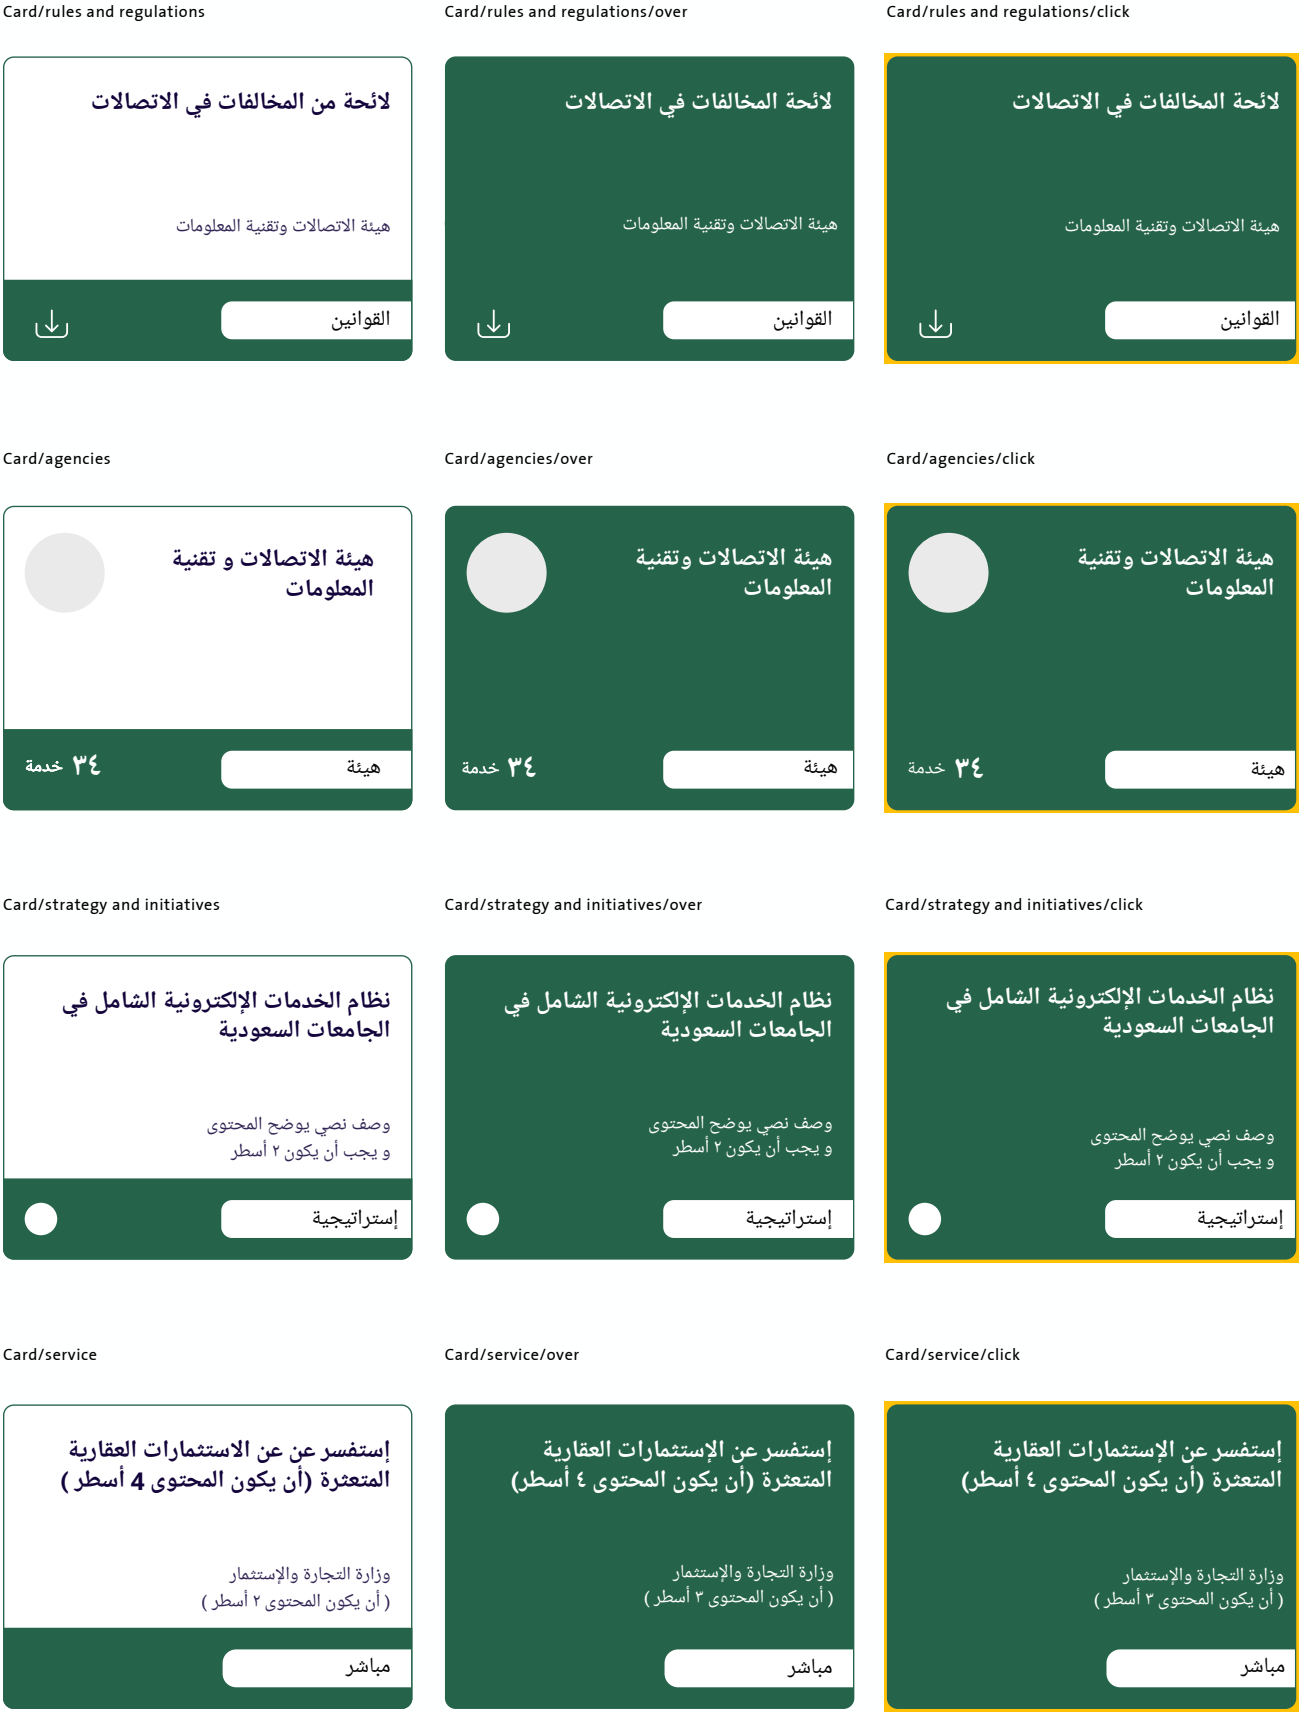 Card/rules and regulations
Card/rules and regulations/over
Card/rules and regulations/click
لائحة من المخالفات في الاتصالات
هيئة الاتصالات وتقنية المعلومات
القوانين
لائحة المخالفات في الاتصالات
هيئة الاتصالات وتقنية المعلومات
القوانين
لائحة المخالفات في الاتصالات
هيئة الاتصالات وتقنية المعلومات
القوانين
Card/agencies
Card/agencies/over
Card/agencies/click
هيئة الاتصالات و تقنية
المعلومات
هيئة
٣٤ خدمة
هيئة الاتصالات وتقنية
المعلومات
هيئة
٣٤ خدمة
هيئة الاتصالات وتقنية
المعلومات
هيئة
٣٤ خدمة
Card/strategy and initiatives
Card/strategy and initiatives/over
Card/strategy and initiatives/click
نظام الخدمات الإلكترونية الشامل في
الجامعات السعودية
وصف نصي يوضح المحتوى
و يجب أن يكون ٢ أسطر
إستراتيجية
نظام الخدمات الإلكترونية الشامل في
الجامعات السعودية
وصف نصي يوضح المحتوى
و يجب أن يكون ٢ أسطر
إستراتيجية
نظام الخدمات الإلكترونية الشامل في
الجامعات السعودية
وصف نصي يوضح المحتوى
و يجب أن يكون ٢ أسطر
إستراتيجية
Card/service
Card/service/over
Card/service/click
إستفسر عن عن الاستثمارات العقارية
المتعثرة (أن يكون المحتوى 4 أسطر )
وزارة التجارة والإستثمار
( أن يكون المحتوى ٢ أسطر )
مباشر
إستفسر عن الإستثمارات العقارية
المتعثرة (أن يكون المحتوى ٤ أسطر)
وزارة التجارة والإستثمار
( أن يكون المحتوى ٣ أسطر )
مباشر
إستفسر عن الإستثمارات العقارية
المتعثرة (أن يكون المحتوى ٤ أسطر)
وزارة التجارة والإستثمار
( أن يكون المحتوى ٣ أسطر )
مباشر